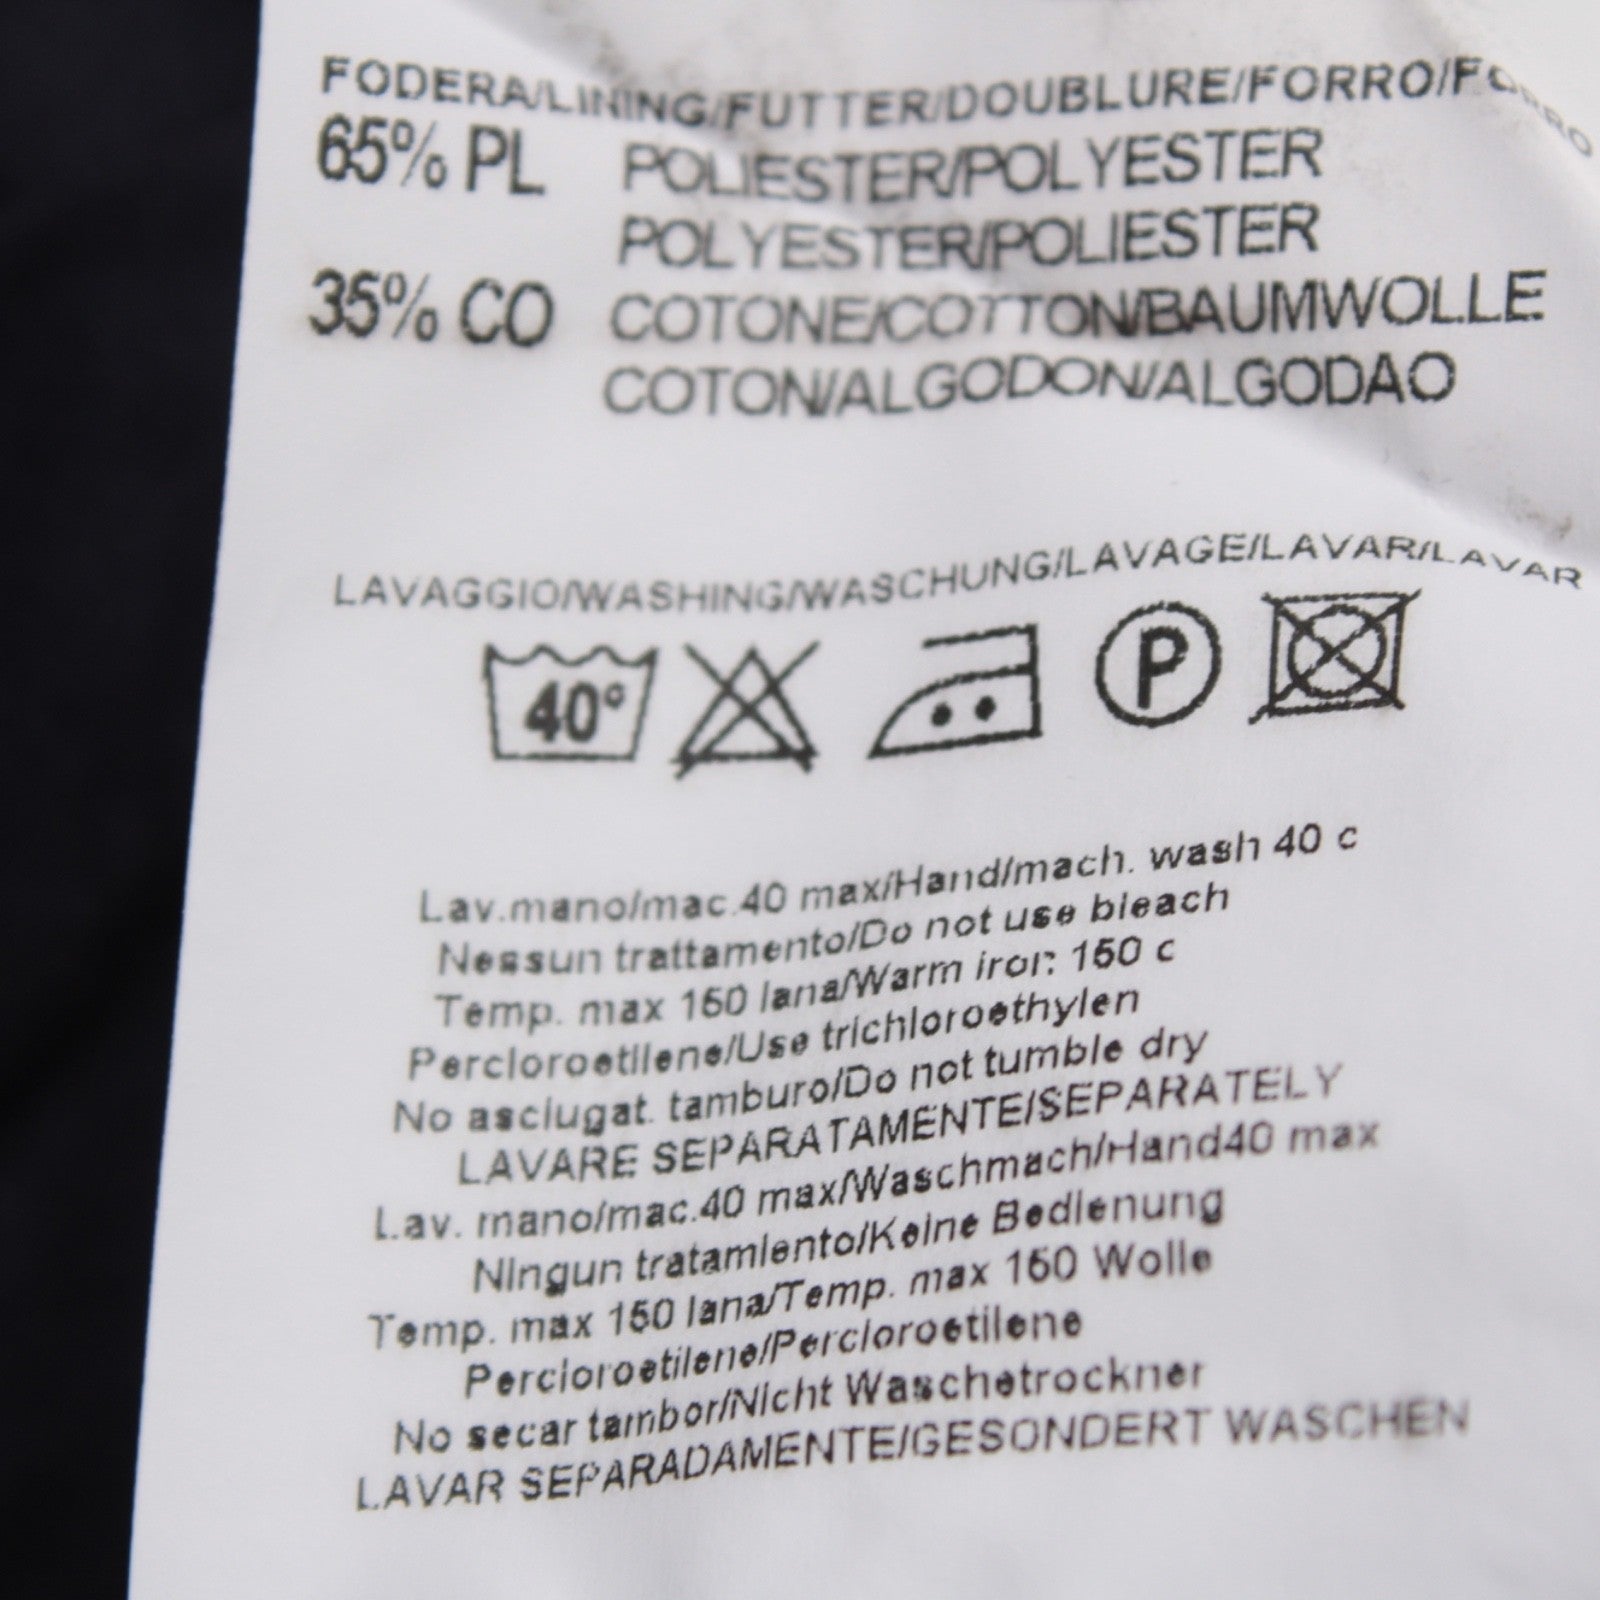 FODERA/LINING/FUTTER/DOUBLURE/FORRO/FORRO
65% PL POLIESTER/POLYESTER
POLYESTER/POLIESTER
35% CO COTONE/COTTON/BAUMWOLLE
COTON/ALGODON/ALGODAO
LAVAGGIO/WASHING/WASCHUNG/LAVAGE/LAVAR/LAVAR
40° P
Lav.mano/mac.40 max/Hand/mach. wash 40 c
Nessun trattamento/Do not use bleach
Temp. max 150 lana/Warm iron 150 c
Percloroetilene/Use trichloroethylen
No asciugat. tamburo/Do not tumble dry
LAVARE SEPARATAMENTE/SEPARATELY
Lav. mano/mac.40 max/Waschmach/Hand40 max
Ningun tratamiento/Keine Bedienung
Temp. max 150 lana/Temp. max 150 Wolle
Percloroetilene/Percloroetilene
No secar tambor/Nicht Waschetrockner
LAVAR SEPARADAMENTE/GESONDERT WASCHEN